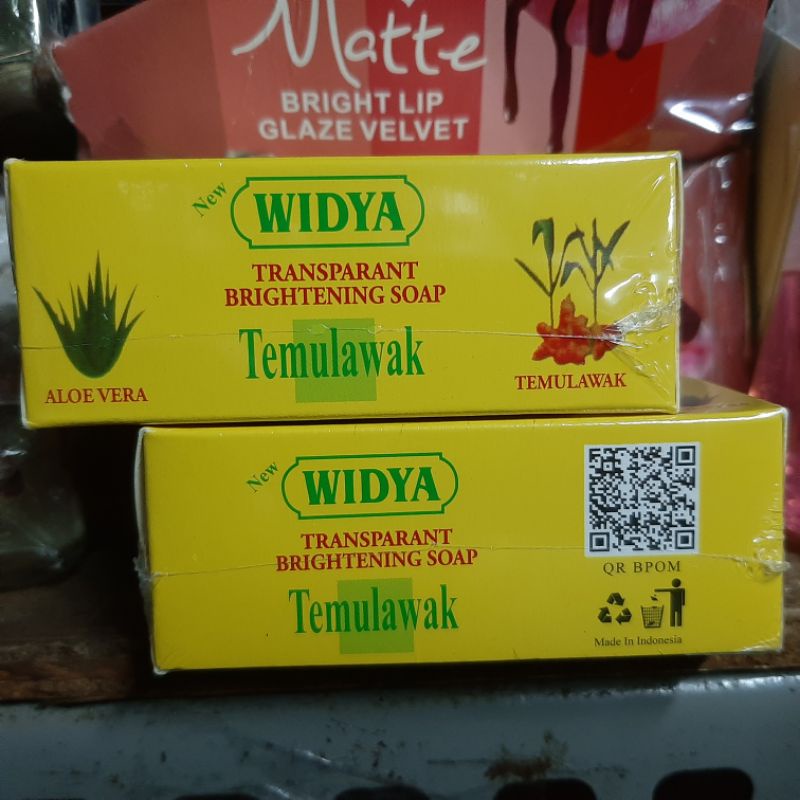 Matte
BRIGHT LIP
GLAZE VELVET
New
WIDYA
TRANSPARANT
BRIGHTENING SOAP
Temulawak
ALOE VERA
TEMULAWAK
New
WIDYA
TRANSPARANT
BRIGHTENING SOAP
Temulawak
QR BPOM
Made In Indonesia